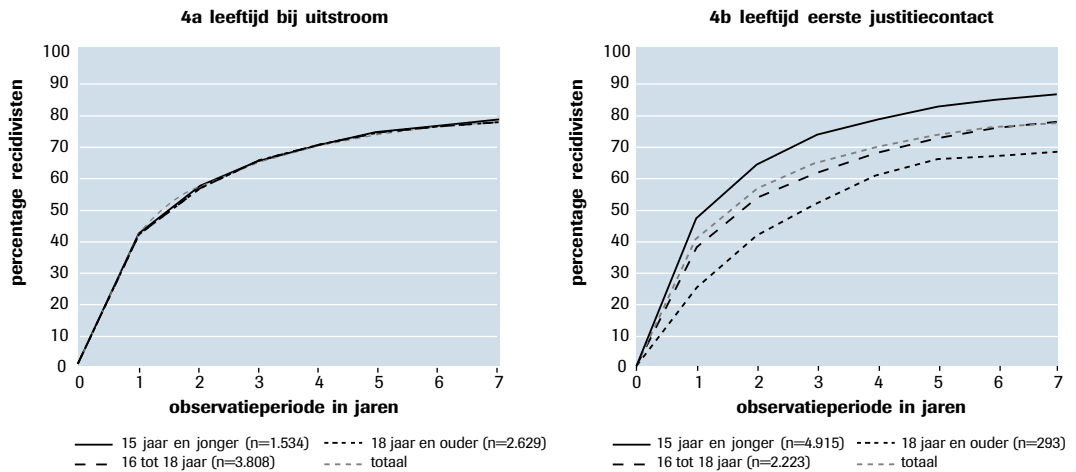 4a leeftijd bij uitstroom
percentage recidivisten
100
90
80
70
60
50
40
30
20
10
0
0 1 2 3 4 5 6 7
observatieperiode in jaren
15 jaar en jonger (n=1.534)
18 jaar en ouder (n=2.629)
16 tot 18 jaar (n=3.808)
totaal
4b leeftijd eerste justitiecontact
percentage recidivisten
100
90
80
70
60
50
40
30
20
10
0
0 1 2 3 4 5 6 7
observatieperiode in jaren
15 jaar en jonger (n=4.915)
18 jaar en ouder (n=293)
16 tot 18 jaar (n=2.223)
totaal